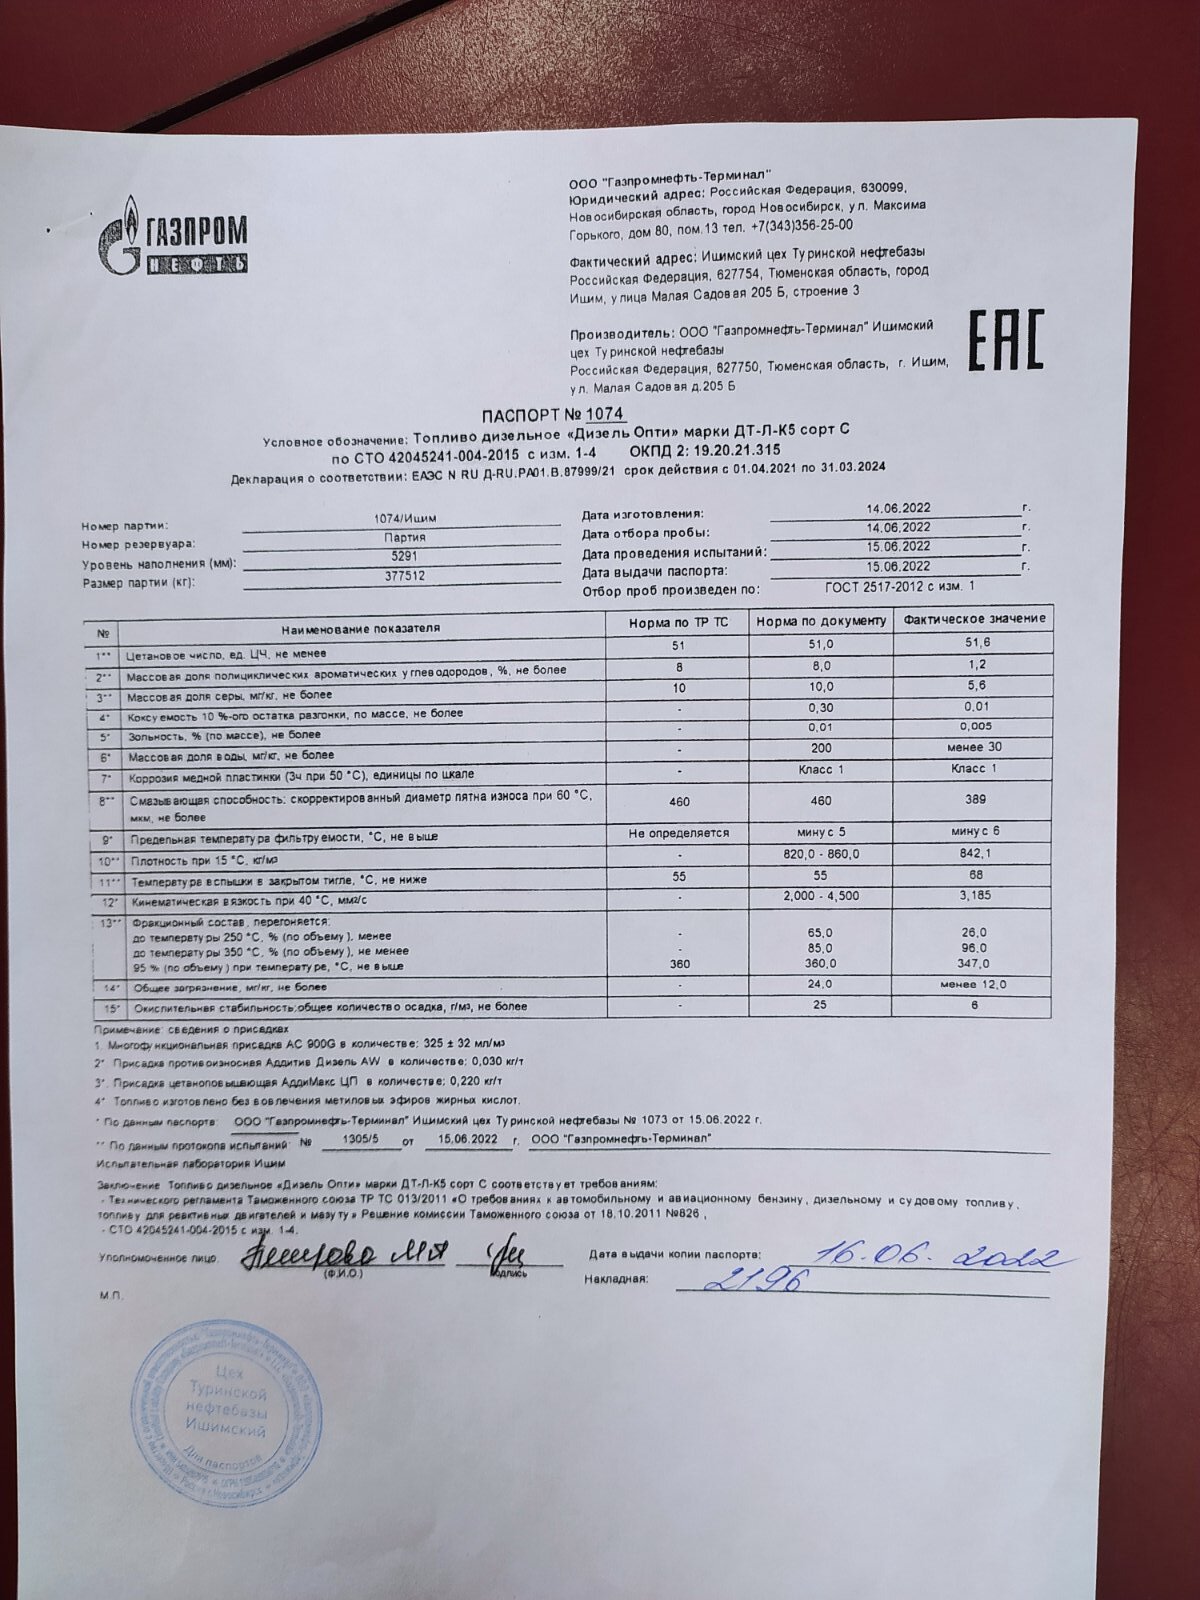 ГАЗПРОМ
НЕФТЬ
ООО "Газпромнефть-Терминал"
Юридический адрес: Российская Федерация, 630099,
Новосибирская область, город Новосибирск, ул. Максима
Горького, дом 80, пом.13 тел. +7(343)356-25-00
Фактический адрес: Ишимский цех Туринской нефтебазы
Российская Федерация, 627754, Тюменская область, город
Ишим, улица Малая Садовая 205 Б, строение 3
Производитель: ООО "Газпромнефть-Терминал" Ишимский
цех Туринской нефтебазы
Российская Федерация, 627750, Тюменская область, г. Ишим,
ул. Малая Садовая д.205 Б
ЕАС
ПАСПОРТ № 1074
Условное обозначение: Топливо дизельное «Дизель Опти» марки ДТ-Л-К5 сорт С
по СТО 42045241-004-2015 с изм. 1-4 ОКПД 2: 19.20.21.315
Декларация о соответствии: ЕАЭС N RU Д-RU.РА01.В.87999/21 срок действия с 01.04.2021 по 31.03.2024
Номер партии: 1074/Ишим
Номер резервуара: Партия
Уровень наполнения (мм): 5291
Размер партии (кг): 377512
Дата изготовления: 14.06.2022 г.
Дата отбора пробы: 14.06.2022 г.
Дата проведения испытаний: 15.06.2022 г.
Дата выдачи паспорта: 15.06.2022 г.
Отбор проб произведен по: ГОСТ 2517-2012 с изм. 1
№ Наименование показателя Норма по ТР ТС Норма по документу Фактическое значение
1** Цетановое число, ед. ЦЧ, не менее 51 51,0 51,6
2** Массовая доля полициклических ароматических углеводородов, %, не более 8 8,0 1,2
3** Массовая доля серы, мг/кг, не более 10 10,0 5,6
4* Коксуемость 10 %-ого остатка разгонки, по массе, не более - 0,30 0,01
5* Зольность, % (по массе), не более - 0,01 0,005
6* Массовая доля воды, мг/кг, не более - 200 менее 30
7* Коррозия медной пластинки (3ч при 50 °С), единицы по шкале - Класс 1 Класс 1
8** Смазывающая способность: скорректированный диаметр пятна износа при 60 °С,
мкм, не более 460 460 389
9* Предельная температура фильтруемости, °С, не выше Не определяется минус 5 минус 6
10** Плотность при 15 °С, кг/м3 - 820,0 - 860,0 842,1
11** Температура вспышки в закрытом тигле, °С, не ниже 55 55 68
12* Кинематическая вязкость при 40 °С, мм2/с - 2,000 - 4,500 3,185
13** Фракционный состав, перегоняется:
до температуры 250 °С, % (по объему), менее - 65,0 26,0
до температуры 350 °С, % (по объему), не менее - 85,0 96,0
95 % (по объему) при температуре, °С, не выше 360 360,0 347,0
14* Общее загрязнение, мг/кг, не более - 24,0 менее 12,0
15* Окислительная стабильность:общее количество осадка, г/м3, не более - 25 6
Примечание: сведения о присадках
1. Многофункциональная присадка АС 900G в количестве: 325 ± 32 мл/м3
2*. Присадка противоизносная Аддитив Дизель AW в количестве: 0,030 кг/т
3*. Присадка цетаноповышающая АддиМакс ЦП в количестве: 0,220 кг/т
4*. Топливо изготовлено без вовлечения метиловых эфиров жирных кислот.
* По данным паспорта: ООО "Газпромнефть-Терминал" Ишимский цех Туринской нефтебазы № 1073 от 15.06.2022 г.
** По данным протокола испытаний: № 1305/5 от 15.06.2022 г. ООО "Газпромнефть-Терминал"
Испытательная лаборатория Ишим
Заключение: Топливо дизельное «Дизель Опти» марки ДТ-Л-К5 сорт С соответствует требованиям:
- Технического регламента Таможенного союза ТР ТС 013/2011 «О требованиях к автомобильному и авиационному бензину, дизельному и судовому топливу,
топливу для реактивных двигателей и мазуту» Решение комиссии Таможенного союза от 18.10.2011 №826 ,
- СТО 42045241-004-2015 с изм. 1-4.
Уполномоченное лицо: (Ф.И.О.) подпись
Дата выдачи копии паспорта: 16.06.2022
Накладная: 2196
М.П.
Цех
Туринской
нефтебазы
Ишимский
Для паспортов